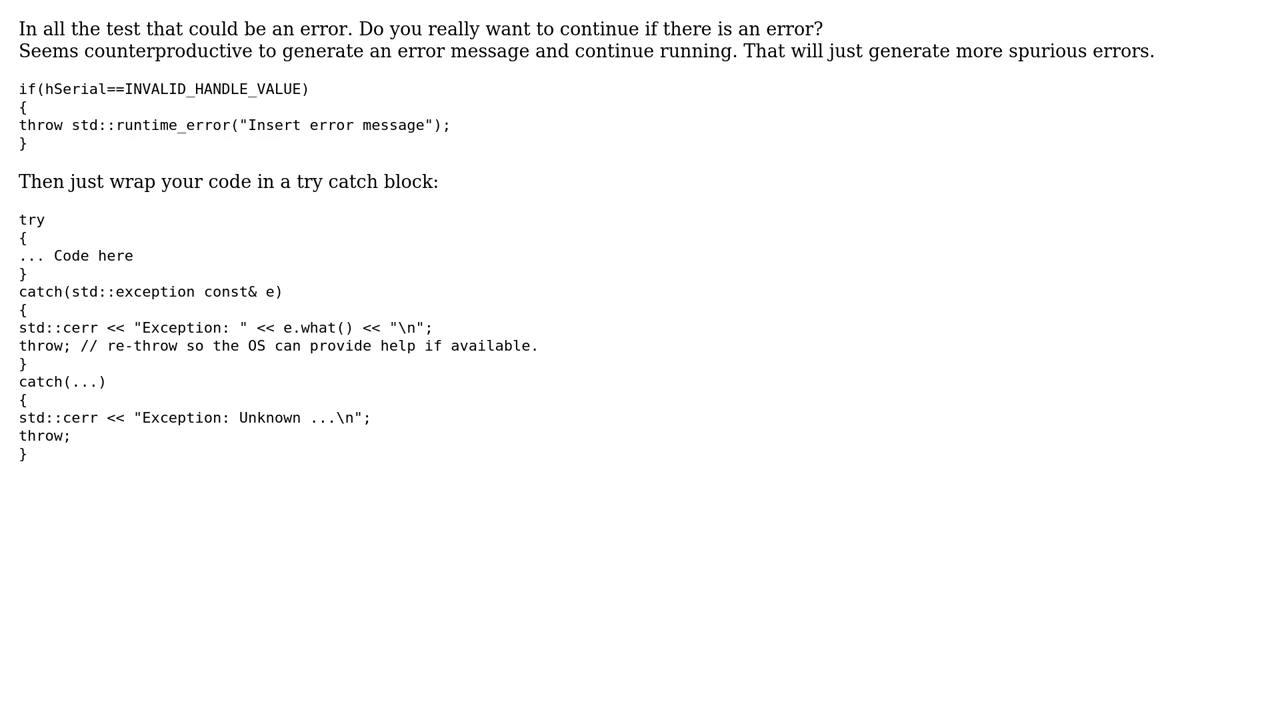 In all the test that could be an error. Do you really want to continue if there is an error?
Seems counterproductive to generate an error message and continue running. That will just generate more spurious errors.
if(hSerial==INVALID_HANDLE_VALUE)
{
throw std::runtime_error("Insert error message");
}
Then just wrap your code in a try catch block:
try
{
... Code here
}
catch(std::exception const& e)
{
std::cerr << "Exception: " << e.what() << "\n";
throw; // re-throw so the OS can provide help if available.
}
catch(...)
{
std::cerr << "Exception: Unknown ...\n";
throw;
}